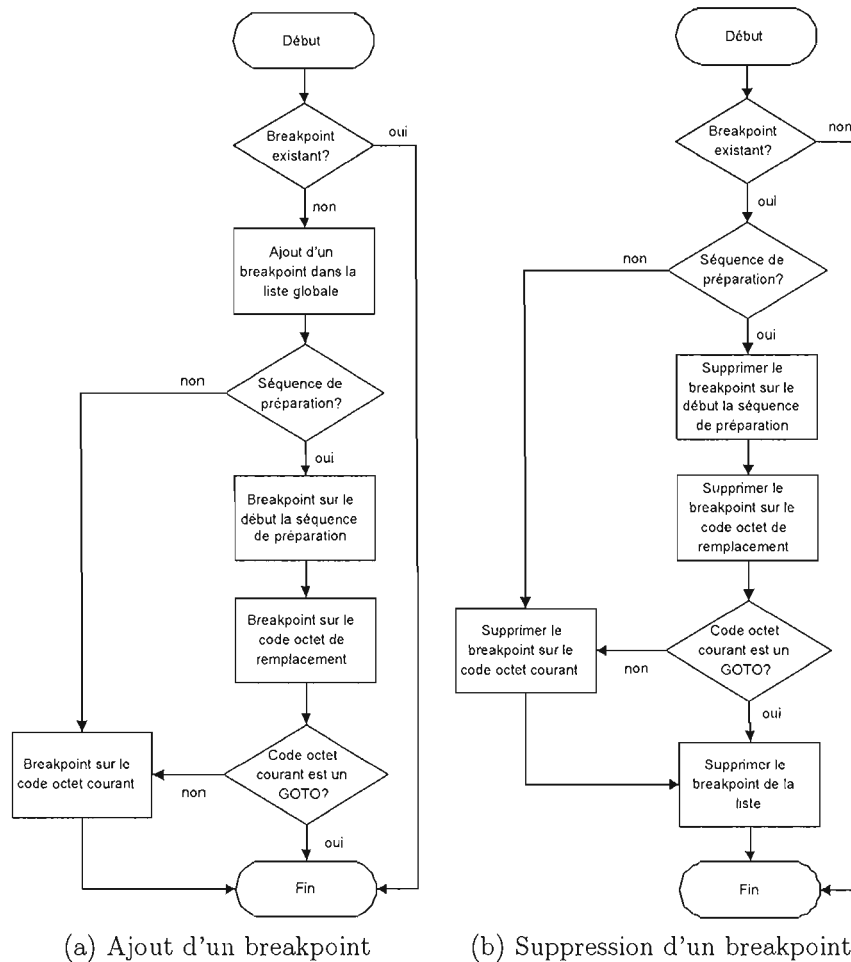 Début
Breakpoint
existant?
oui
non
Ajout d'un
breakpoint dans la
liste globale
Séquence de
préparation?
non
oui
Breakpoint sur le
début la séquence
de préparation
Breakpoint sur le
code octet de
remplacement
Code octet
courant est un
GOTO?
non
oui
Breakpoint sur le
code octet courant
Fin
(a) Ajout d'un breakpoint
Début
Breakpoint
existant?
non
oui
Séquence de
préparation?
non
oui
Supprimer le
breakpoint sur le
début la séquence
de préparation
Supprimer le
breakpoint sur le
code octet de
remplacement
Code octet
courant est un
GOTO?
non
oui
Supprimer le
breakpoint sur le
code octet courant
Supprimer le
breakpoint de la
liste
Fin
(b) Suppression d'un breakpoint